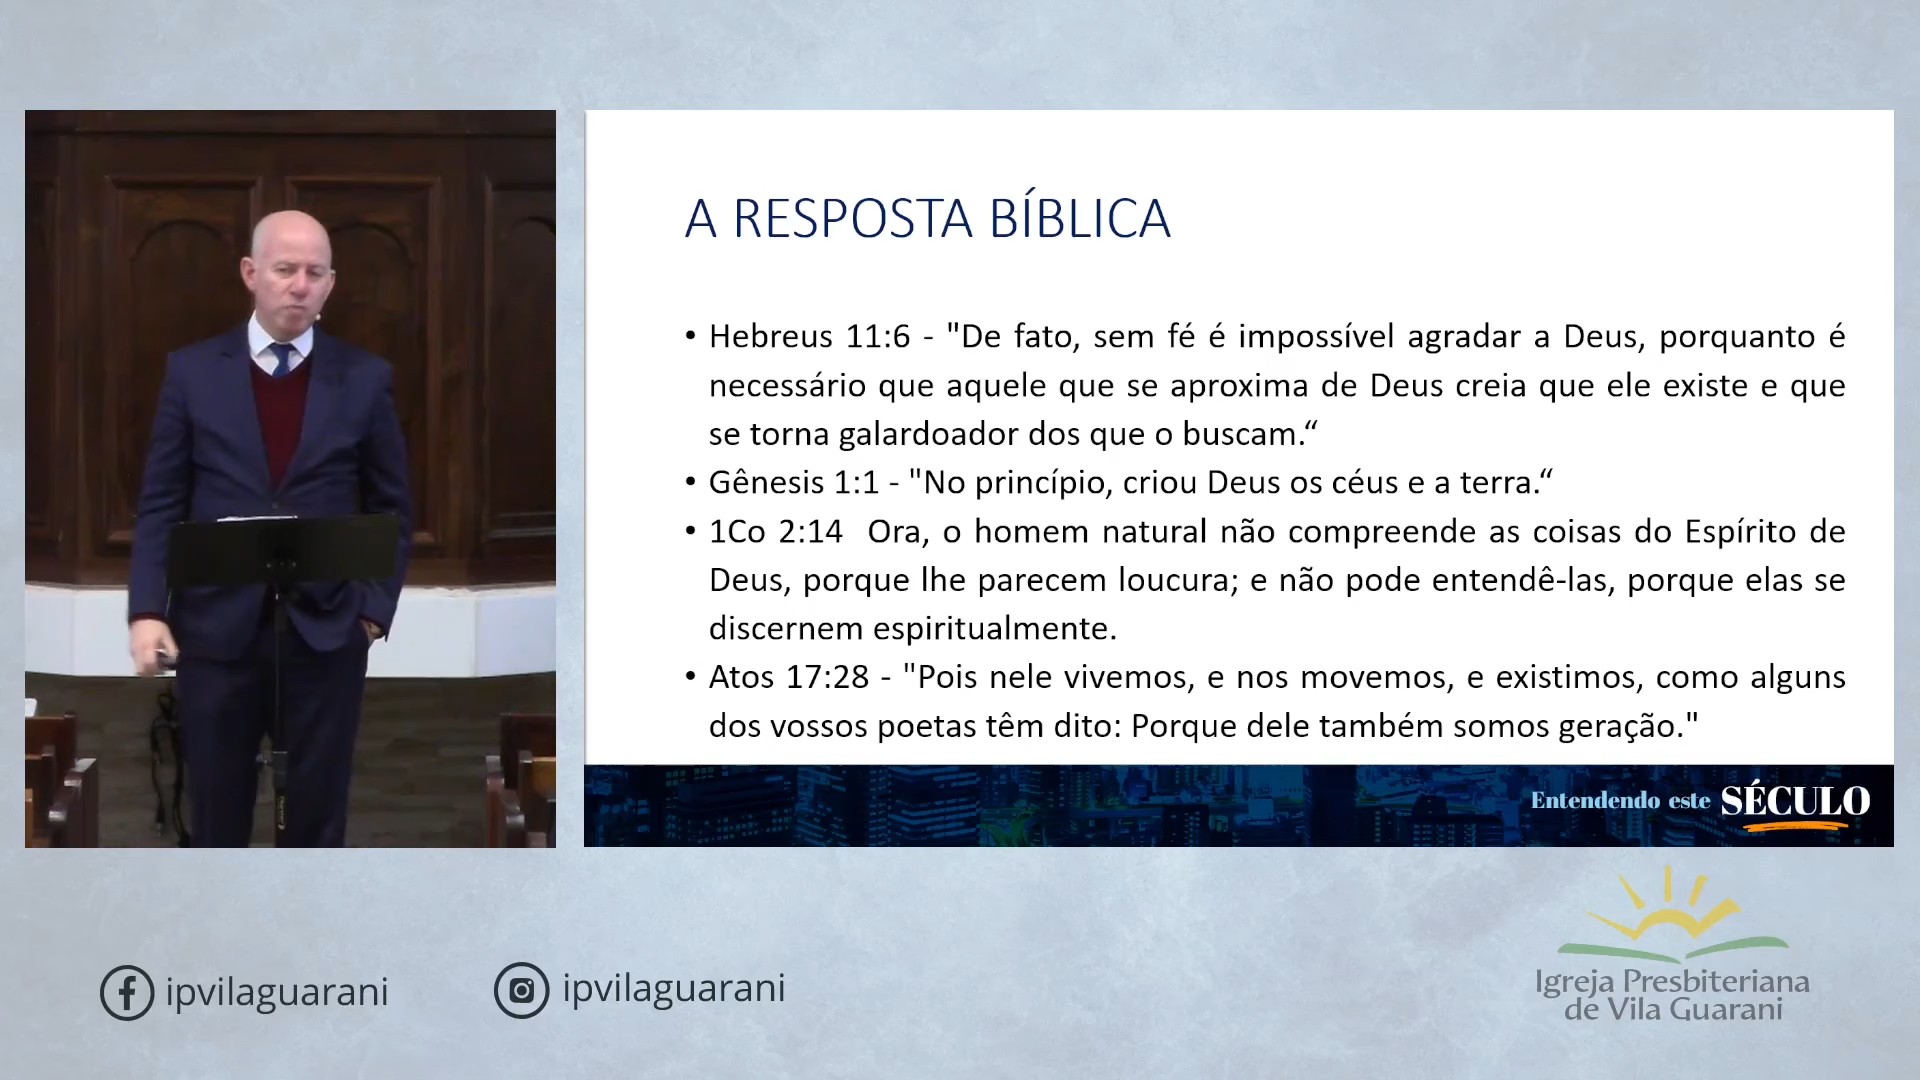 A RESPOSTA BÍBLICA
• Hebreus 11:6 - "De fato, sem fé é impossível agradar a Deus, porquanto é
necessário que aquele que se aproxima de Deus creia que ele existe e que
se torna galardoador dos que o buscam.“
• Gênesis 1:1 - "No princípio, criou Deus os céus e a terra.“
• 1Co 2:14  Ora, o homem natural não compreende as coisas do Espírito de
Deus, porque lhe parecem loucura; e não pode entendê-las, porque elas se
discernem espiritualmente.
• Atos 17:28 - "Pois nele vivemos, e nos movemos, e existimos, como alguns
dos vossos poetas têm dito: Porque dele também somos geração."
Entendendo este SÉCULO
ipvilaguarani
ipvilaguarani
Igreja Presbiteriana
de Vila Guarani